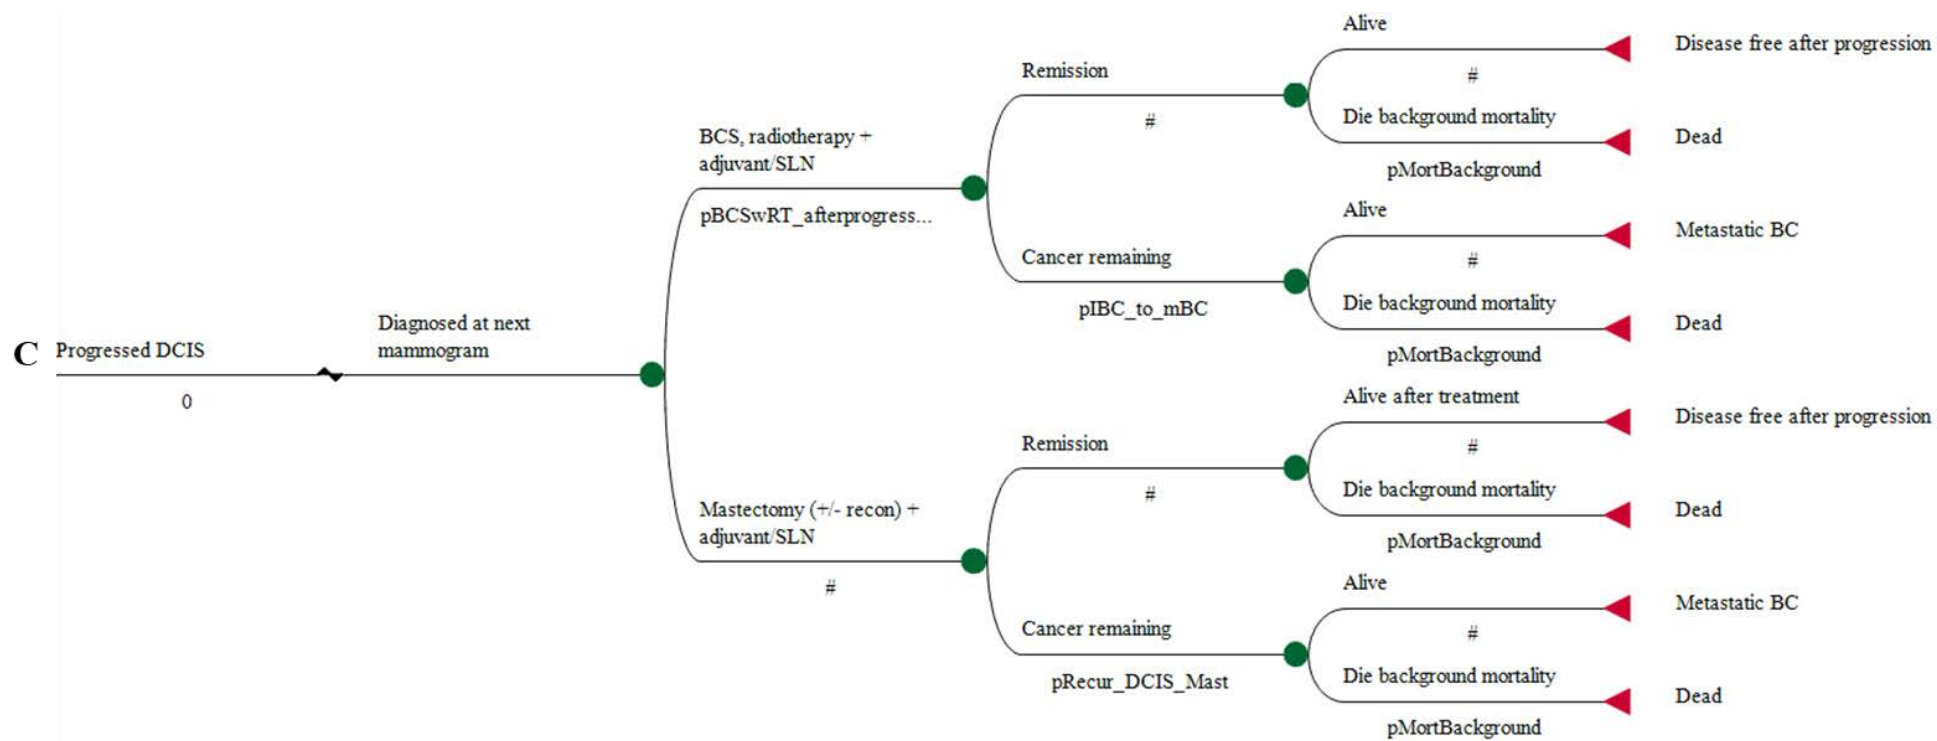 Alive
Disease free after progression
#
Remission
#
Die background mortality
Dead
pMortBackground
BCS, radiotherapy +
adjuvant/SLN
pBCSwRT_afterprogress...
Alive
Metastatic BC
#
Cancer remaining
pIBC_to_mBC
Die background mortality
Dead
pMortBackground
C
Progressed DCIS
0
Diagnosed at next
mammogram
Alive after treatment
Disease free after progression
#
Remission
#
Die background mortality
Dead
pMortBackground
Mastectomy (+/- recon) +
adjuvant/SLN
#
Alive
Metastatic BC
#
Cancer remaining
pRecur_DCIS_Mast
Die background mortality
Dead
pMortBackground